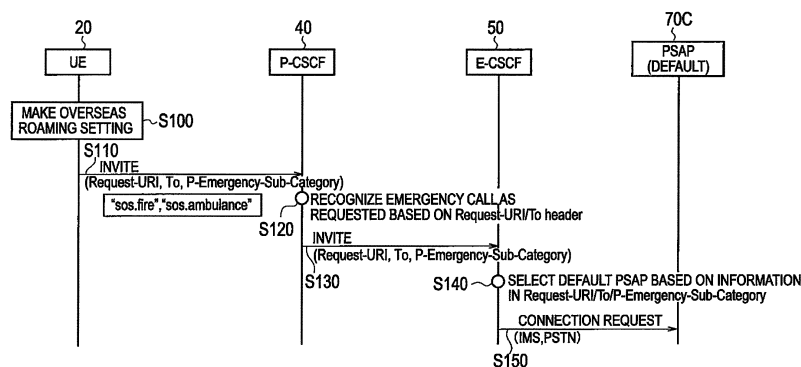 20
40
50
70C
UE
P-CSCF
E-CSCF
PSAP
(DEFAULT)
MAKE OVERSEAS
ROAMING SETTING
S100
S110
INVITE
(Request-URI, To, P-Emergency-Sub-Category)
"sos.fire","sos.ambulance"
S120
RECOGNIZE EMERGENCY CALL AS
REQUESTED BASED ON Request-URI/To header
INVITE
(Request-URI, To, P-Emergency-Sub-Category)
S130
S140
SELECT DEFAULT PSAP BASED ON INFORMATION
IN Request-URI/To/P-Emergency-Sub-Category
CONNECTION REQUEST
(IMS,PSTN)
S150